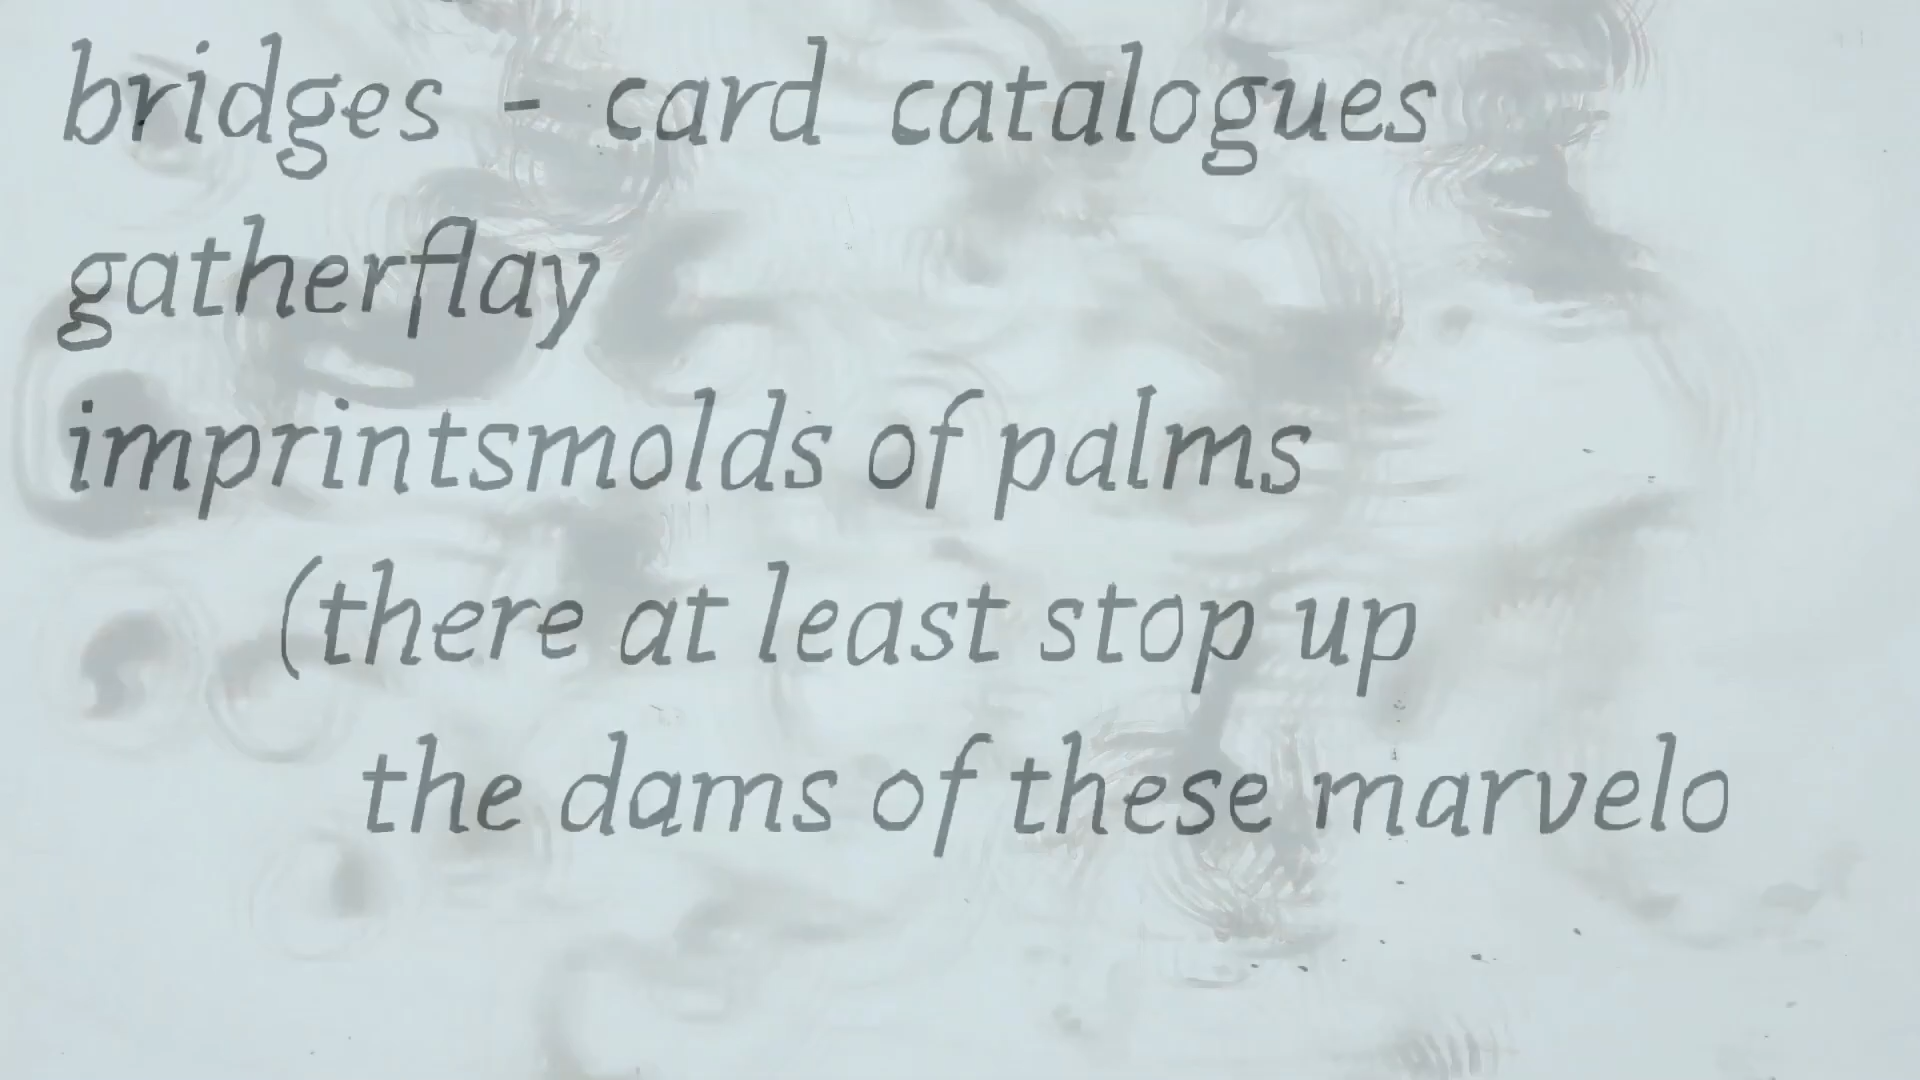 bridges - card catalogues
gatherflay
imprintsmolds of palms
(there at least stop up
the dams of these marvelo